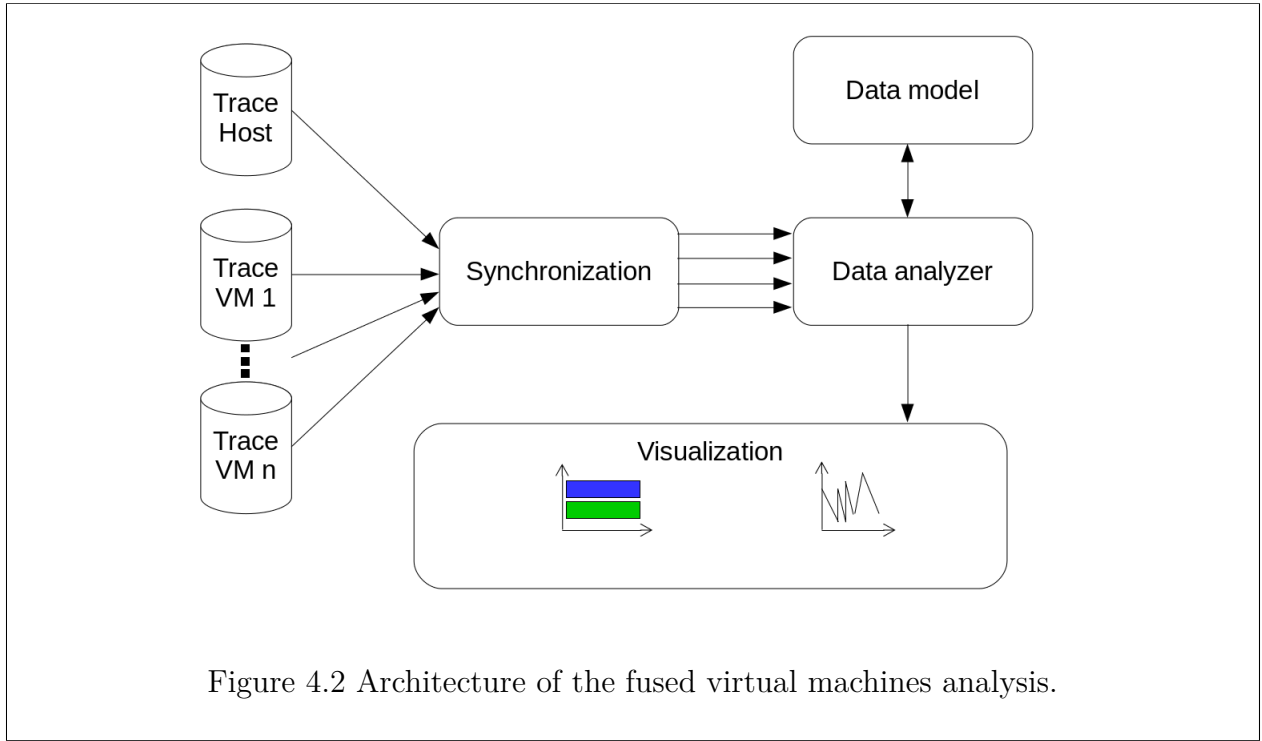 Trace
Host
Data model
Trace
VM 1
Synchronization
Data analyzer
Trace
VM n
Visualization
Figure 4.2 Architecture of the fused virtual machines analysis.